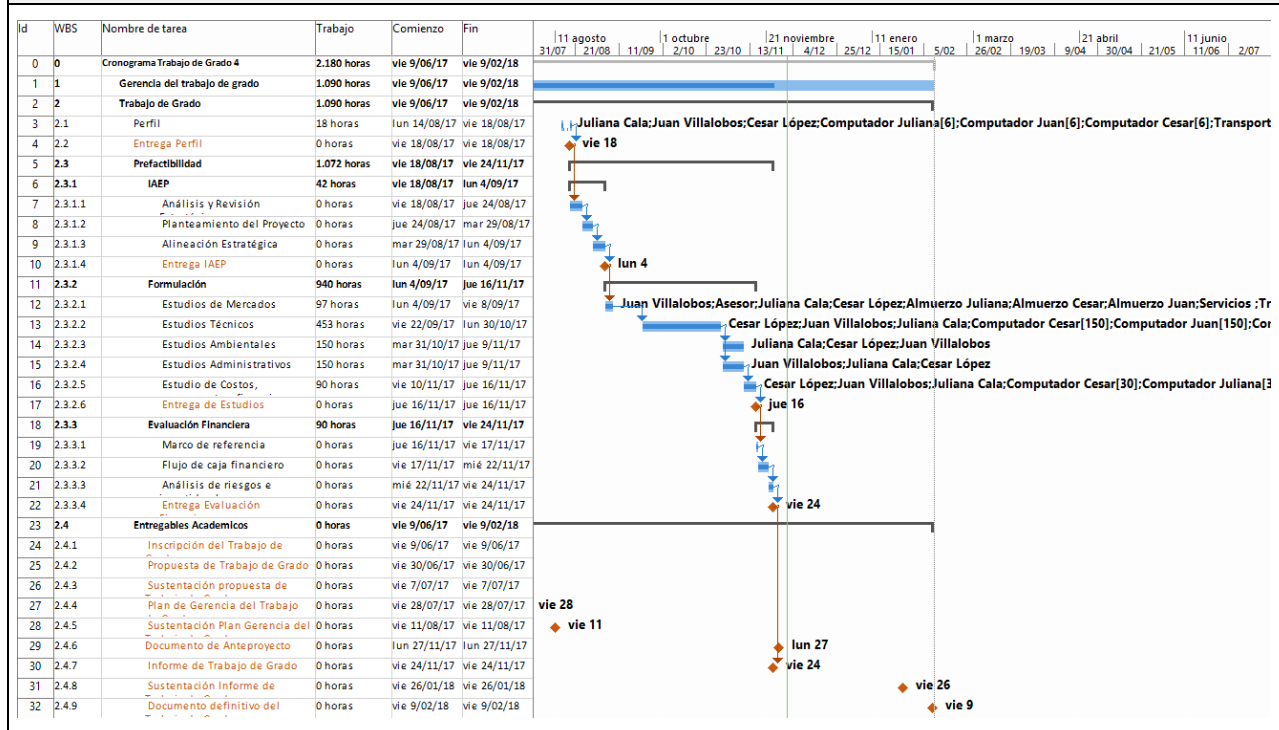 Id WBS Nombre de tarea Trabajo Comienzo Fin
11 agosto 1 octubre 21 noviembre 11 enero 1 marzo 21 abril 11 junio
31/07 21/08 11/09 2/10 23/10 13/11 4/12 25/12 15/01 5/02 26/02 19/03 9/04 30/04 21/05 11/06 2/07
0 0 Cronograma Trabajo de Grado 4 2.180 horas vie 9/06/17 vie 9/02/18
1 1 Gerencia del trabajo de grado 1.090 horas vie 9/06/17 vie 9/02/18
2 2 Trabajo de Grado 1.090 horas vie 9/06/17 vie 9/02/18
3 2.1 Perfil 18 horas lun 14/08/17 vie 18/08/17 Juliana Cala;Juan Villalobos;Cesar López;Computador Juliana[6];Computador Juan[6];Computador Cesar[6];Transport
4 2.2 Entrega Perfil 0 horas vie 18/08/17 vie 18/08/17 vie 18
5 2.3 Prefactibilidad 1.072 horas vie 18/08/17 vie 24/11/17
6 2.3.1 IAEP 42 horas vie 18/08/17 lun 4/09/17
7 2.3.1.1 Análisis y Revisión 0 horas vie 18/08/17 jue 24/08/17
8 2.3.1.2 Planteamiento del Proyecto 0 horas jue 24/08/17 mar 29/08/17
9 2.3.1.3 Alineación Estratégica 0 horas mar 29/08/17 lun 4/09/17
10 2.3.1.4 Entrega IAEP 0 horas lun 4/09/17 lun 4/09/17 lun 4
11 2.3.2 Formulación 940 horas lun 4/09/17 jue 16/11/17
12 2.3.2.1 Estudios de Mercados 97 horas lun 4/09/17 vie 8/09/17 Juan Villalobos;Asesor;Juliana Cala;Cesar López;Almuerzo Juliana;Almuerzo Cesar;Almuerzo Juan;Servicios ;Tr
13 2.3.2.2 Estudios Técnicos 453 horas vie 22/09/17 lun 30/10/17 Cesar López;Juan Villalobos;Juliana Cala;Computador Cesar[150];Computador Juan[150];Cor
14 2.3.2.3 Estudios Ambientales 150 horas mar 31/10/17 jue 9/11/17 Juliana Cala;Cesar López;Juan Villalobos
15 2.3.2.4 Estudios Administrativos 150 horas mar 31/10/17 jue 9/11/17 Juan Villalobos;Juliana Cala;Cesar López
16 2.3.2.5 Estudio de Costos, 90 horas vie 10/11/17 jue 16/11/17 Cesar López;Juan Villalobos;Juliana Cala;Computador Cesar[30];Computador Juliana[3
17 2.3.2.6 Entrega de Estudios 0 horas jue 16/11/17 jue 16/11/17 jue 16
18 2.3.3 Evaluación Financiera 90 horas jue 16/11/17 vie 24/11/17
19 2.3.3.1 Marco de referencia 0 horas jue 16/11/17 vie 17/11/17
20 2.3.3.2 Flujo de caja financiero 0 horas vie 17/11/17 mié 22/11/17
21 2.3.3.3 Análisis de riesgos e 0 horas mié 22/11/17 vie 24/11/17
22 2.3.3.4 Entrega Evaluación 0 horas vie 24/11/17 vie 24/11/17 vie 24
23 2.4 Entregables Academicos 0 horas vie 9/06/17 vie 9/02/18
24 2.4.1 Inscripción del Trabajo de 0 horas vie 9/06/17 vie 9/06/17
25 2.4.2 Propuesta de Trabajo de Grado 0 horas vie 30/06/17 vie 30/06/17
26 2.4.3 Sustentación propuesta de 0 horas vie 7/07/17 vie 7/07/17
27 2.4.4 Plan de Gerencia del Trabajo 0 horas vie 28/07/17 vie 28/07/17 vie 28
28 2.4.5 Sustentación Plan Gerencia del 0 horas vie 11/08/17 vie 11/08/17 vie 11
29 2.4.6 Documento de Anteproyecto 0 horas lun 27/11/17 lun 27/11/17 lun 27
30 2.4.7 Informe de Trabajo de Grado 0 horas vie 24/11/17 vie 24/11/17 vie 24
31 2.4.8 Sustentación Informe de 0 horas vie 26/01/18 vie 26/01/18 vie 26
32 2.4.9 Documento definitivo del 0 horas vie 9/02/18 vie 9/02/18 vie 9